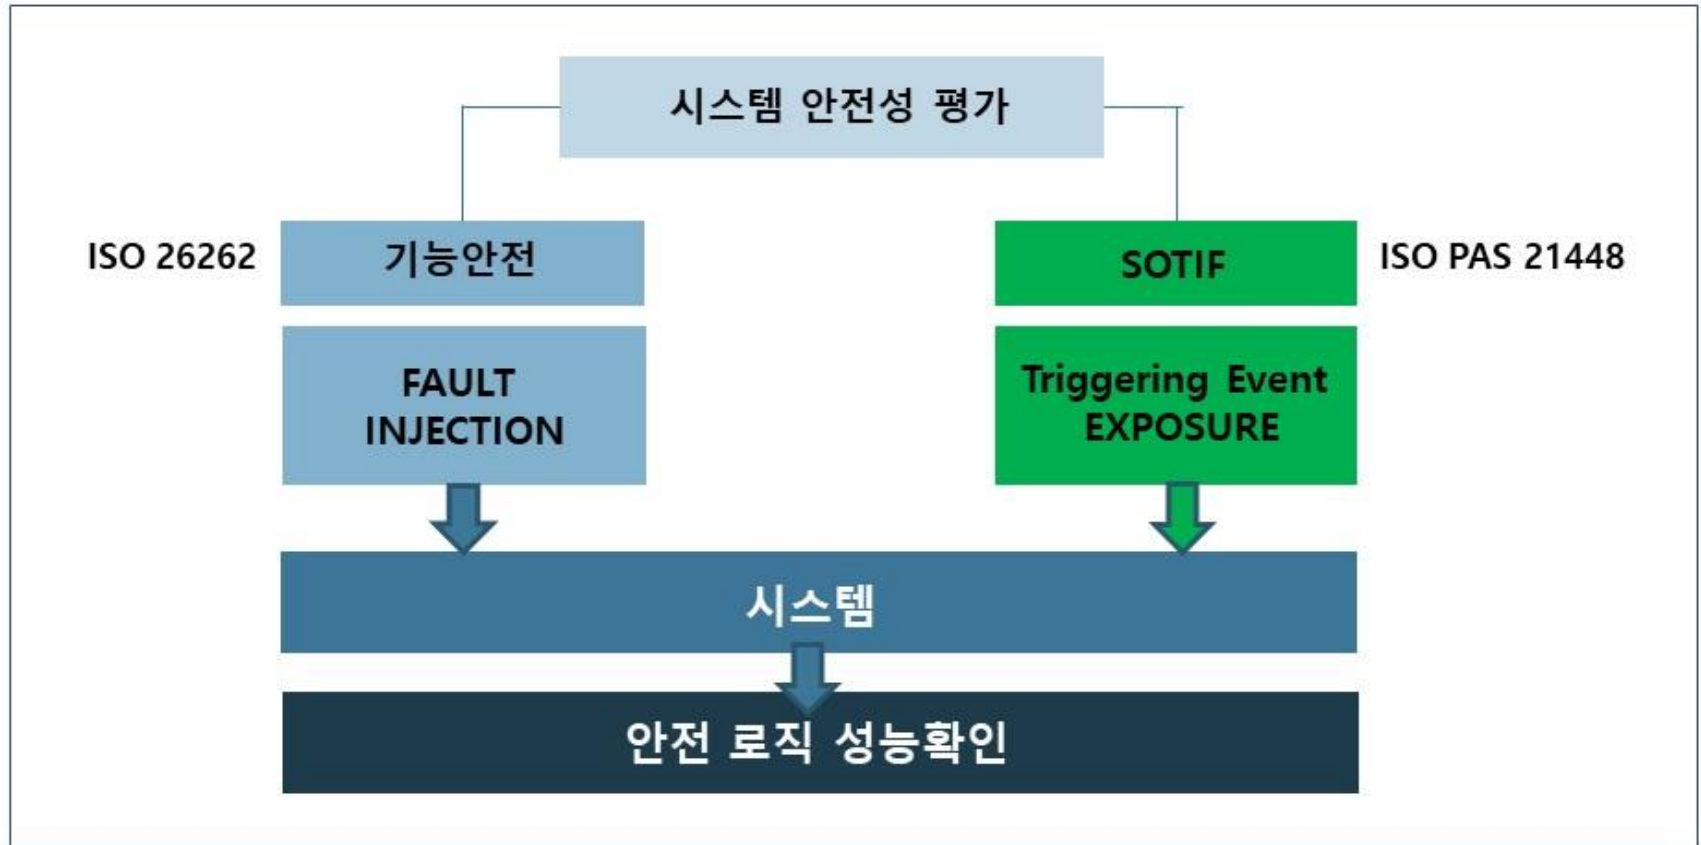 시스템 안전성 평가
ISO 26262
기능안전
SOTIF
ISO PAS 21448
FAULT
INJECTION
Triggering Event
EXPOSURE
시스템
안전 로직 성능확인